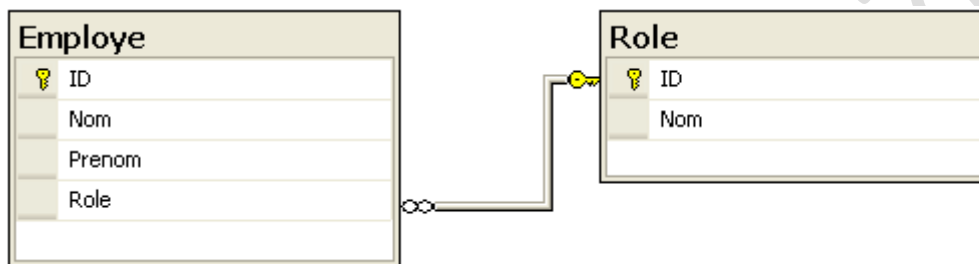 Employe
ID
Nom
Prenom
Role
Role
ID
Nom